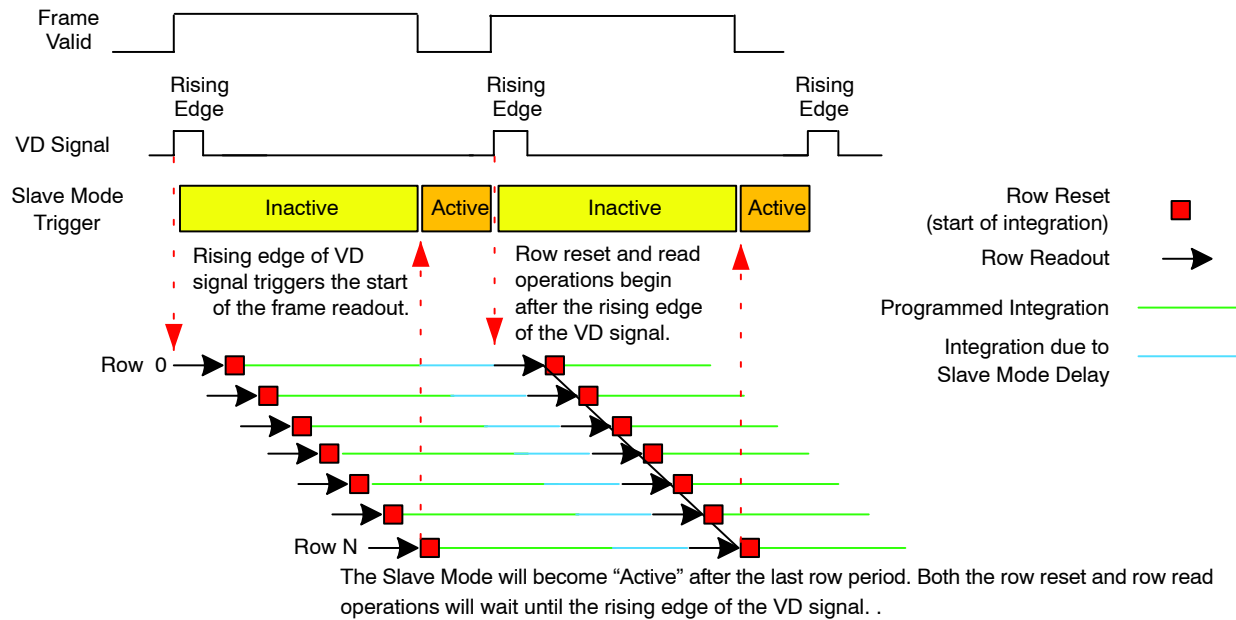 Frame
Valid
Rising
Edge
Rising
Edge
Rising
Edge
VD Signal
Slave Mode
Trigger
Inactive
Active
Inactive
Active
Rising edge of VD
signal triggers the start
of the frame readout.
Row reset and read
operations begin
after the rising edge
of the VD signal.
Row Reset
(start of integration)
Row Readout
Programmed Integration
Integration due to
Slave Mode Delay
Row 0
Row N
The Slave Mode will become “Active” after the last row period. Both the row reset and row read
operations will wait until the rising edge of the VD signal. .